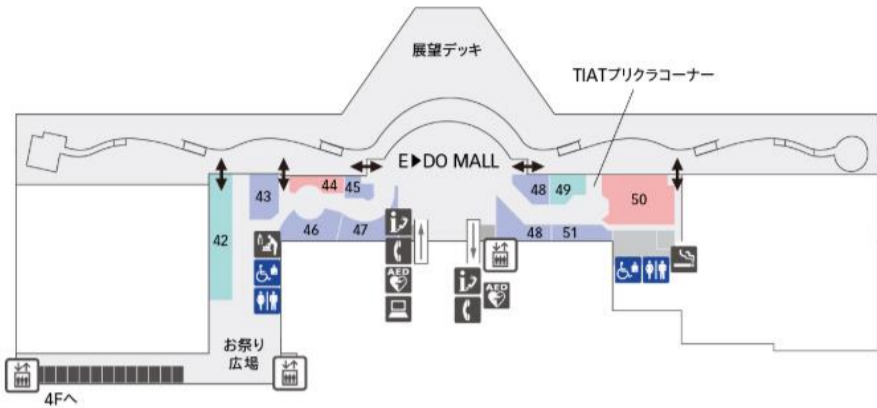 展望デッキ
TIATプリクラコーナー
E▶DO MALL
42
43
44
45
46
47
48
49
50
48
51
AED
AED
お祭り
広場
4Fへ